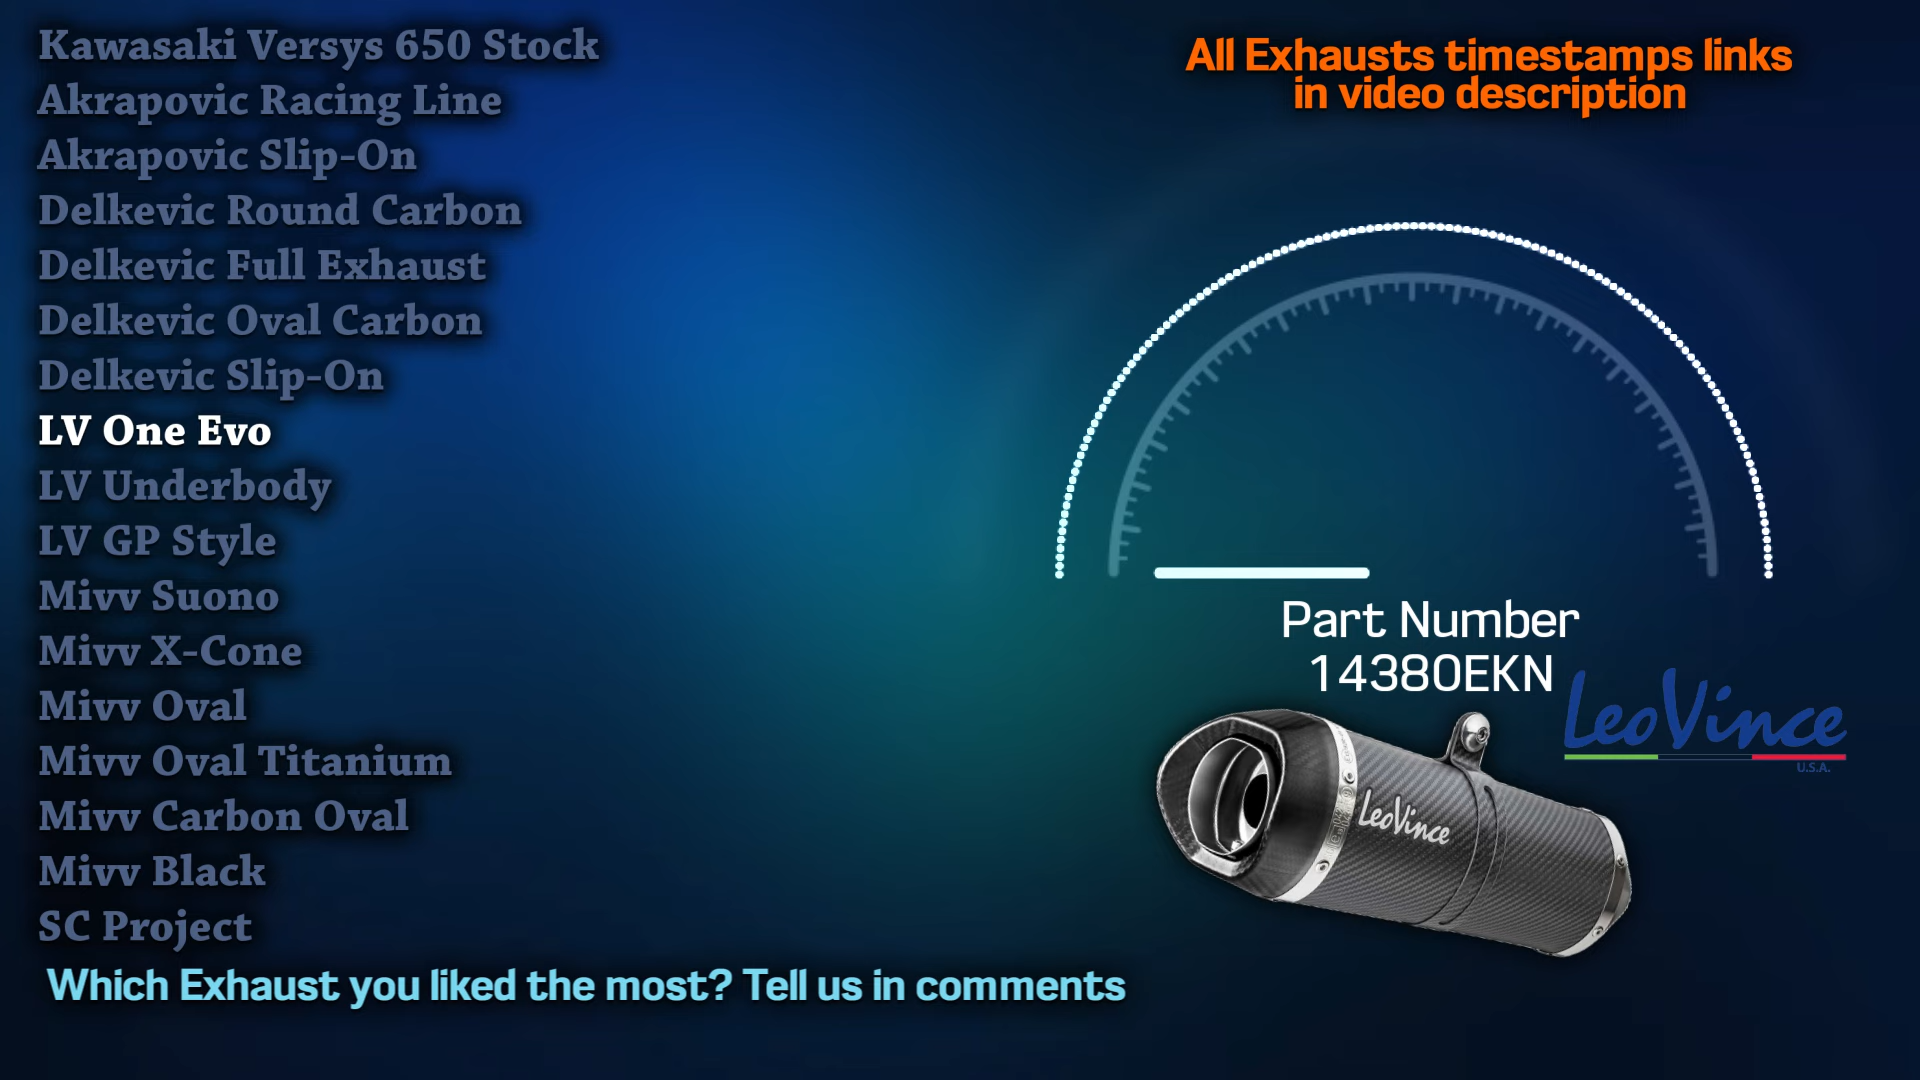 Kawasaki Versys 650 Stock
Akrapovic Racing Line
Akrapovic Slip-On
Delkevic Round Carbon
Delkevic Full Exhaust
Delkevic Oval Carbon
Delkevic Slip-On
LV One Evo
LV Underbody
LV GP Style
Mivv Suono
Mivv X-Cone
Mivv Oval
Mivv Oval Titanium
Mivv Carbon Oval
Mivv Black
SC Project
Which Exhaust you liked the most? Tell us in comments
All Exhausts timestamps links
in video description
Part Number
14380EKN
LeoVince
U.S.A.
LeoVince